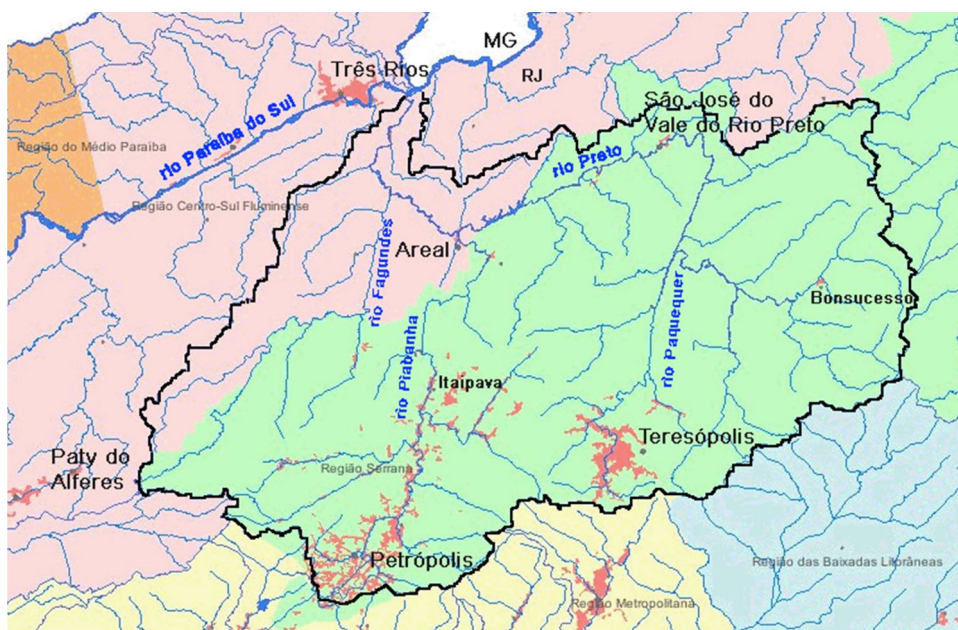 MG
Três Rios
RJ
São José do
Vale do Rio Preto
rio Paraíba do Sul
Região do Médio Paraíba
rio Preto
Região Centro-Sul Fluminense
Areal
rio Fagundes
rio Paquequer
Bonsucesso
rio Piabanha
Itaipava
Teresópolis
Paty do
Alferes
Região Serrana
Petrópolis
Região das Baixadas Litorâneas
Região Metropolitana